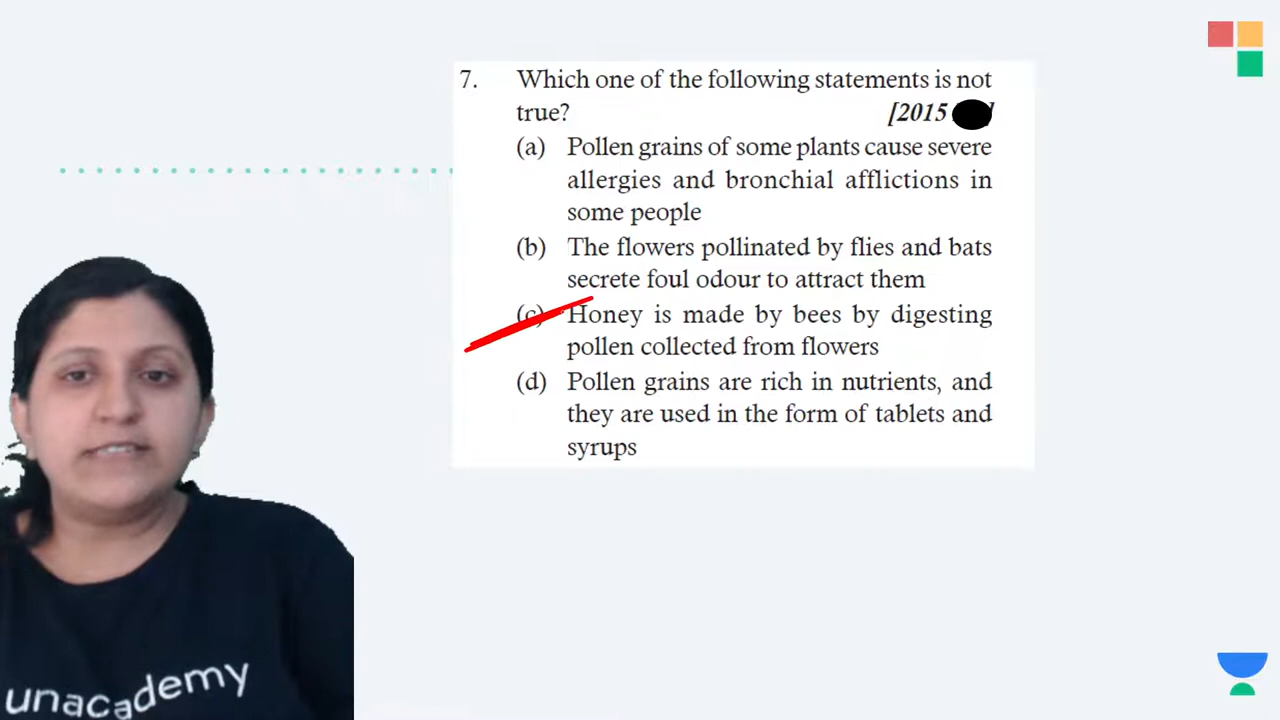 7. Which one of the following statements is not
true? [2015
(a) Pollen grains of some plants cause severe
allergies and bronchial afflictions in
some people
(b) The flowers pollinated by flies and bats
secrete foul odour to attract them
(c) Honey is made by bees by digesting
pollen collected from flowers
(d) Pollen grains are rich in nutrients, and
they are used in the form of tablets and
syrups
unacademy